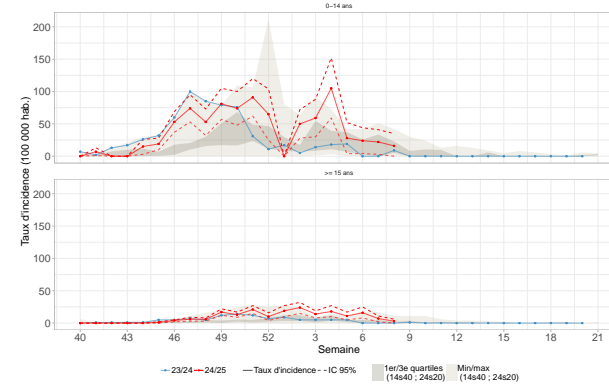 0−14 ans
200
150
100
50
0
>= 15 ans
200
150
100
50
0
Taux d'incidence (100 000 hab.)
40 43 46 49 52 3 6 9 12 15 18 21
Semaine
23/24 24/25 Taux d'incidence IC 95% 1er/3e quartiles (14s40 ; 24s20) Min/max (14s40 ; 24s20)